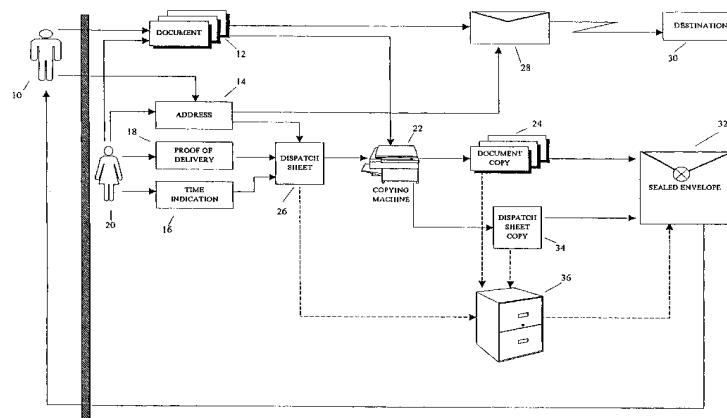 DOCUMENT
12
28
DESTINATION
30
10
14
ADDRESS
18
PROOF OF
DELIVERY
TIME
INDICATION
16
20
DISPATCH
SHEET
26
22
COPYING
MACHINE
24
DOCUMENT
COPY
32
SEALED ENVELOPE
DISPATCH
SHEET
COPY
34
36